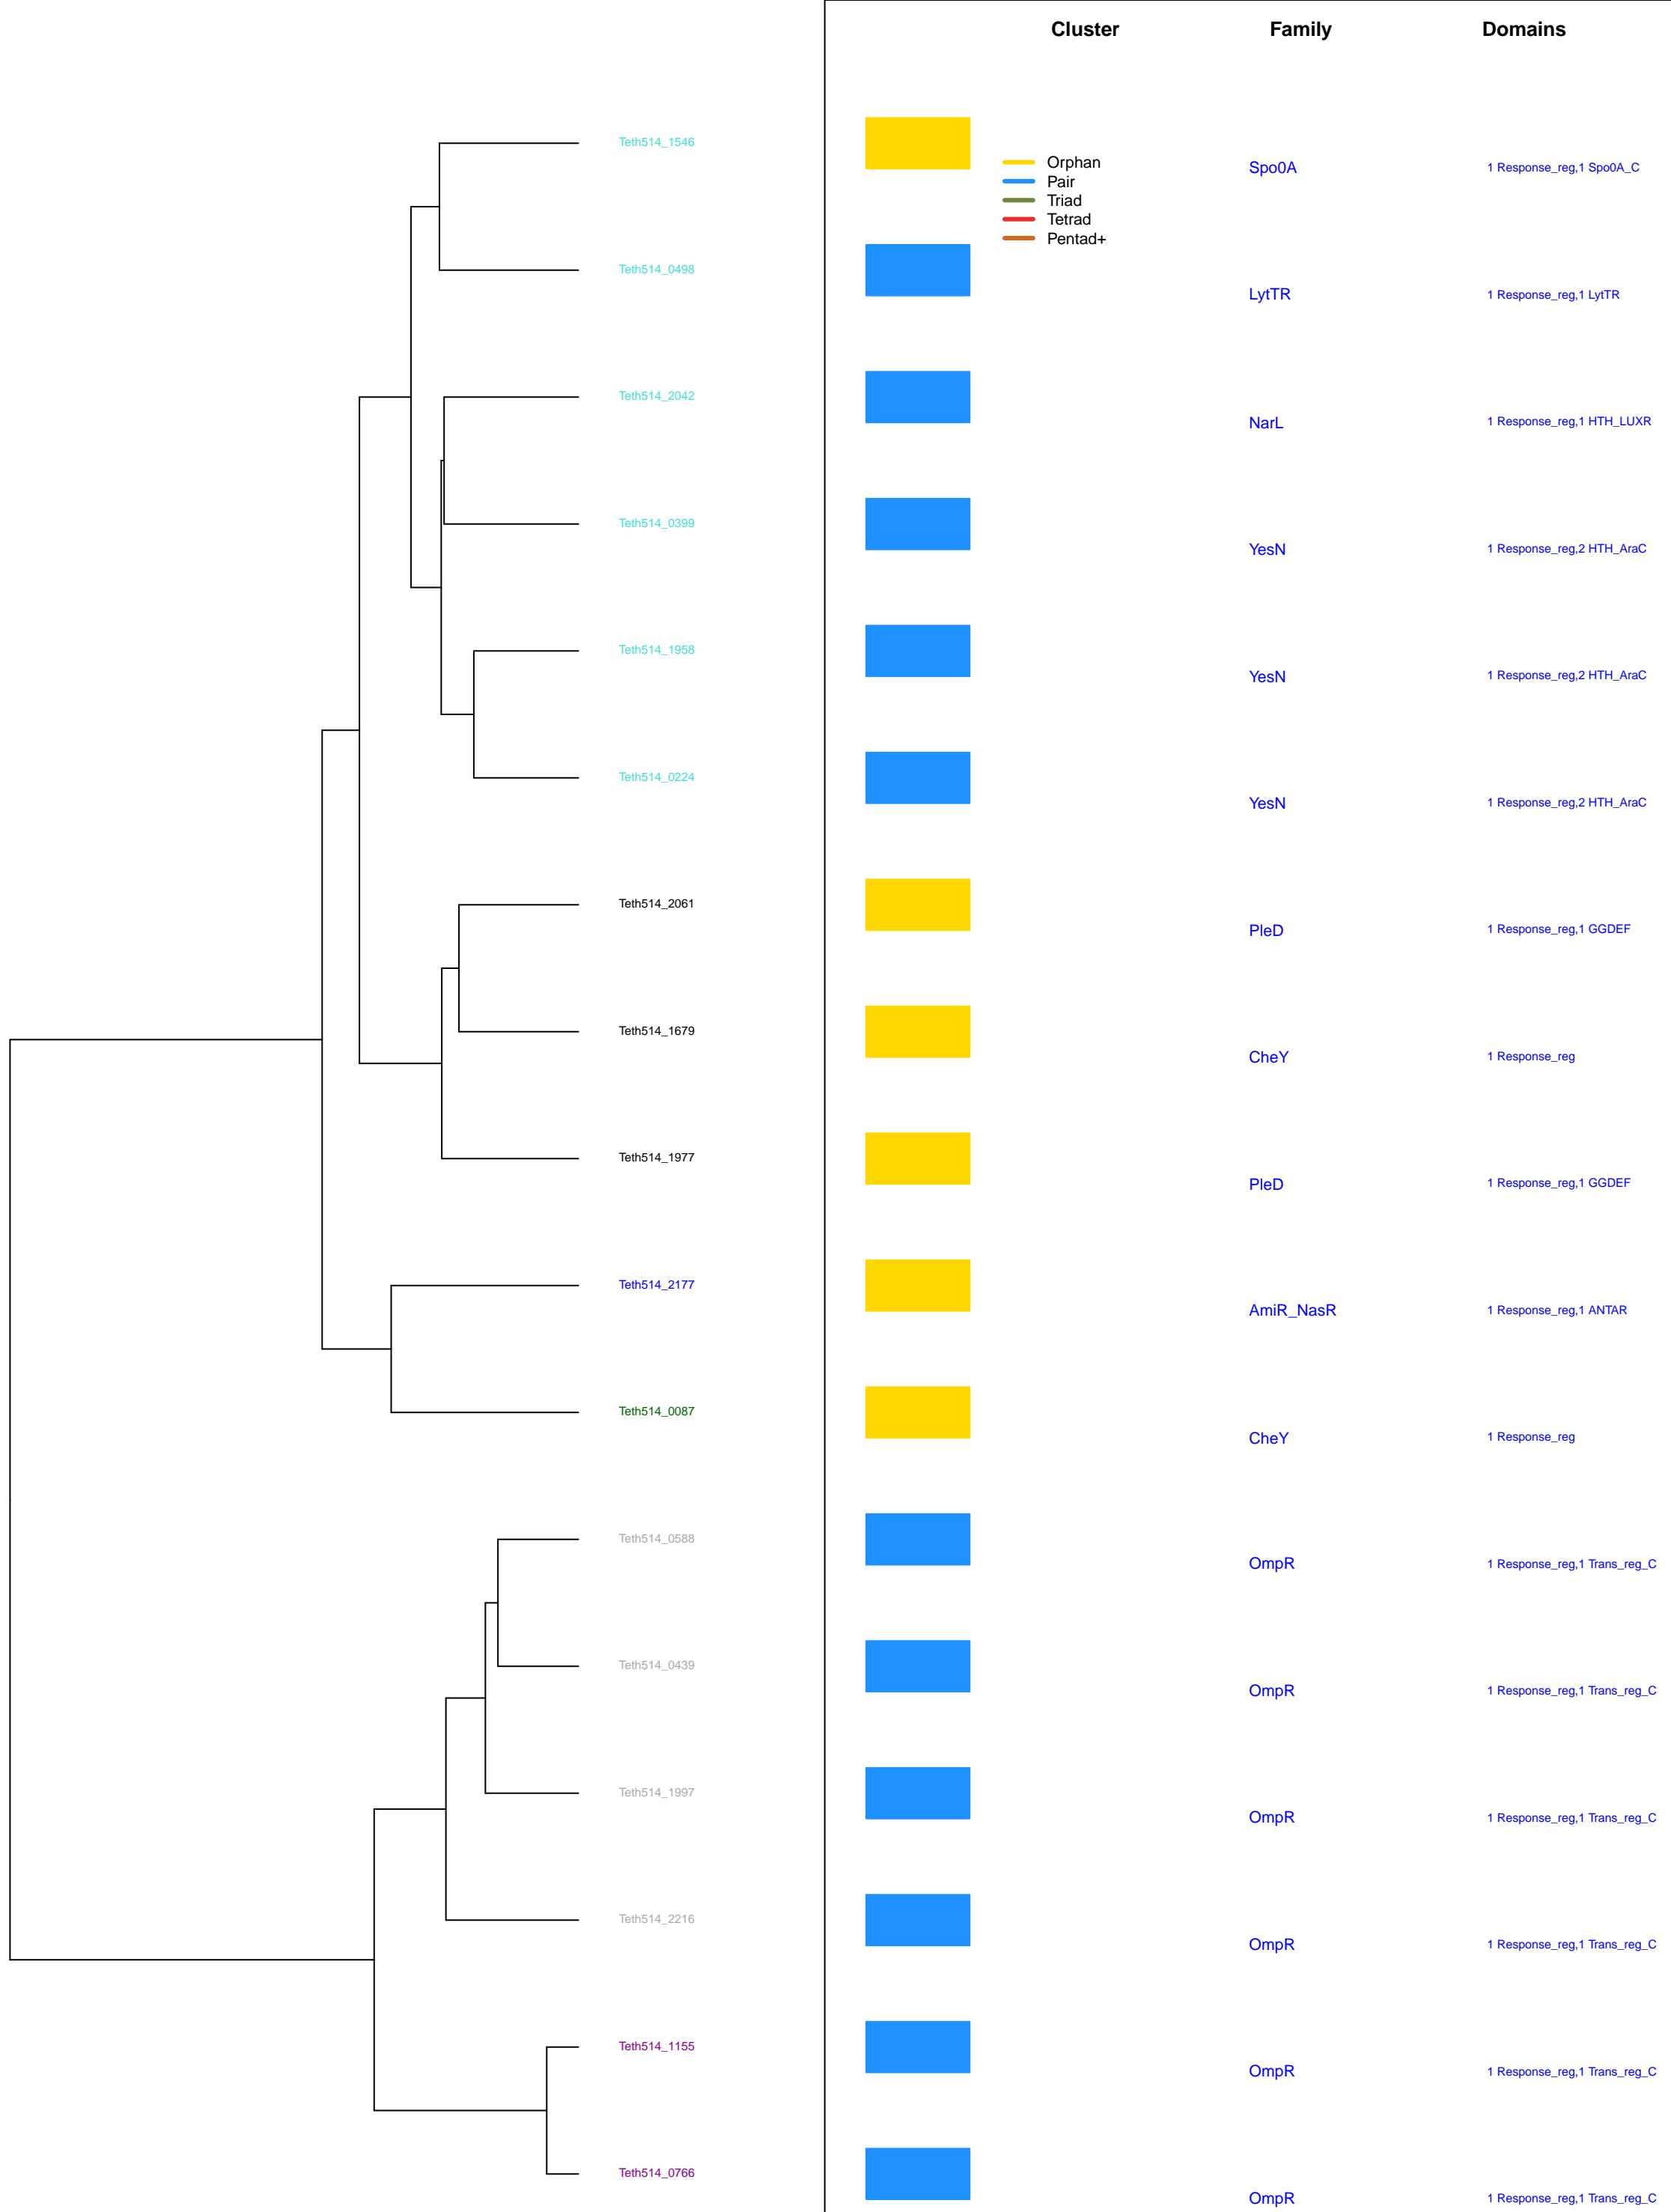 Cluster Family Domains
Teth514_1546
Orphan
Spo0A 1 Response_reg,1 Spo0A_C
Pair
Triad
Tetrad
Pentad+
Teth514_0498
LytTR 1 Response_reg,1 LytTR
Teth514_2042
NarL 1 Response_reg,1 HTH_LUXR
Teth514_0399
YesN 1 Response_reg,2 HTH_AraC
Teth514_1958
YesN 1 Response_reg,2 HTH_AraC
Teth514_0224
YesN 1 Response_reg,2 HTH_AraC
Teth514_2061
PleD 1 Response_reg,1 GGDEF
Teth514_1679
CheY 1 Response_reg
Teth514_1977
PleD 1 Response_reg,1 GGDEF
Teth514_2177
AmiR_NasR 1 Response_reg,1 ANTAR
Teth514_0087
CheY 1 Response_reg
Teth514_0588
OmpR 1 Response_reg,1 Trans_reg_C
Teth514_0439
OmpR 1 Response_reg,1 Trans_reg_C
Teth514_1997
OmpR 1 Response_reg,1 Trans_reg_C
Teth514_2216
OmpR 1 Response_reg,1 Trans_reg_C
Teth514_1155
OmpR 1 Response_reg,1 Trans_reg_C
Teth514_0766
OmpR 1 Response_reg,1 Trans_reg_C